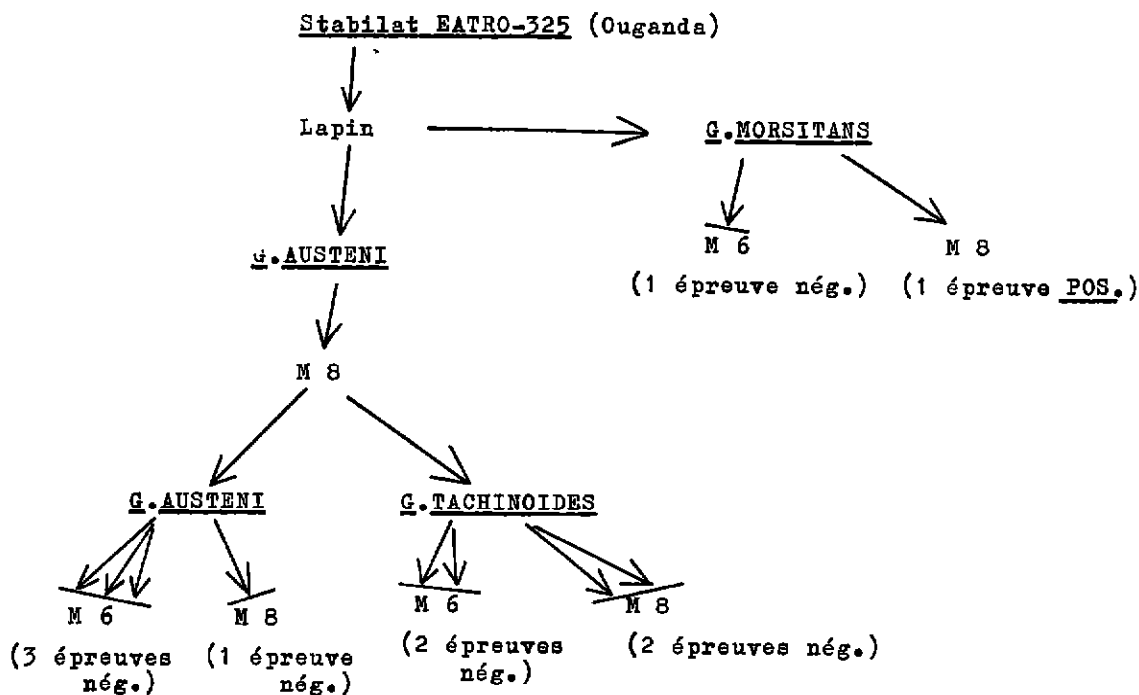 Stabilat EATRO-325 (Ouganda)
Lapin
G.MORSITANS
M 6
M 8
(1 épreuve nég.)
(1 épreuve POS.)
G.AUSTENI
M 8
G.AUSTENI
G.TACHINOIDES
M 6
M 8
M 6
M 8
(3 épreuves
nég.)
(1 épreuve
nég.)
(2 épreuves
nég.)
(2 épreuves nég.)